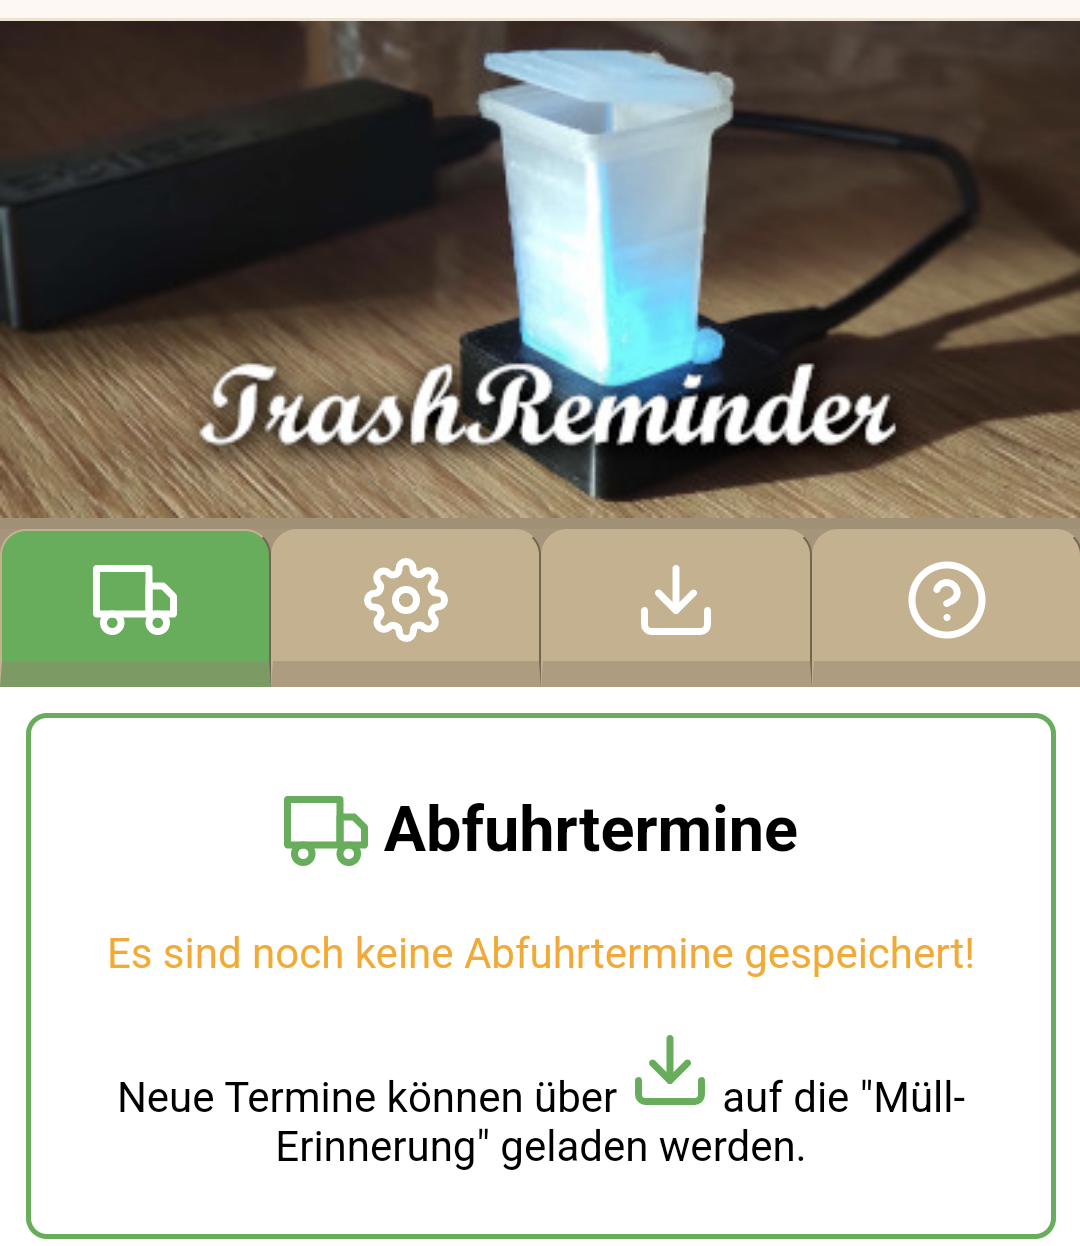 TrashReminder
Abfuhrtermine
Es sind noch keine Abfuhrtermine gespeichert!
Neue Termine können über auf die "Müll-
Erinnerung" geladen werden.